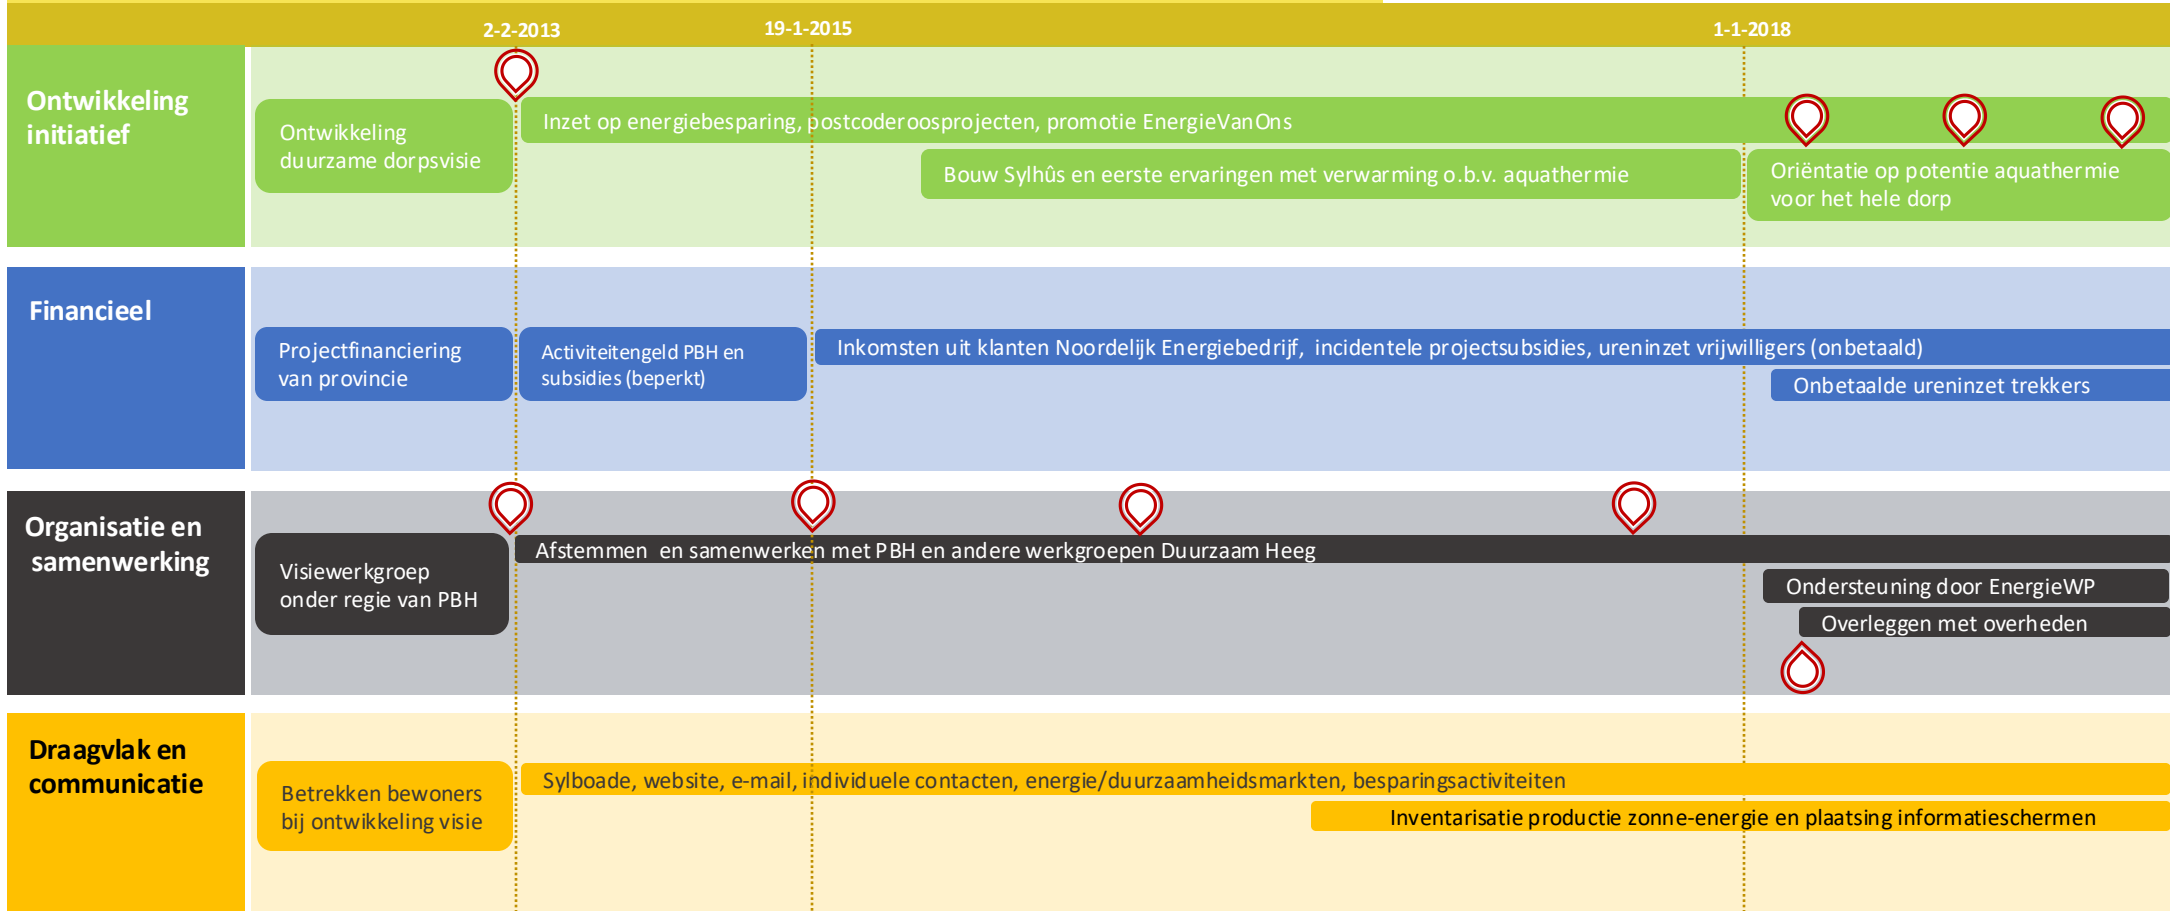 2-2-2013
19-1-2015
1-1-2018
Ontwikkeling
initiatief
Ontwikkeling
duurzame dorpsvisie
Inzet op energiebesparing, postcoderoosprojecten, promotie EnergieVanOns
Bouw Sylhûs en eerste ervaringen met verwarming o.b.v. aquathermie
Oriëntatie op potentie aquathermie
voor het hele dorp
Financieel
Projectfinanciering
van provincie
Activiteitengeld PBH en
subsidies (beperkt)
Inkomsten uit klanten Noordelijk Energiebedrijf, incidentele projectsubsidies, ureninzet vrijwilligers (onbetaald)
Onbetaalde ureninzet trekkers
Organisatie en
samenwerking
Visiewerkgroep
onder regie van PBH
Afstemmen en samenwerken met PBH en andere werkgroepen Duurzaam Heeg
Ondersteuning door EnergieWP
Overleggen met overheden
Draagvlak en
communicatie
Betrekken bewoners
bij ontwikkeling visie
Sylboade, website, e-mail, individuele contacten, energie/duurzaamheidsmarkten, besparingsactiviteiten
Inventarisatie productie zonne-energie en plaatsing informatieschermen